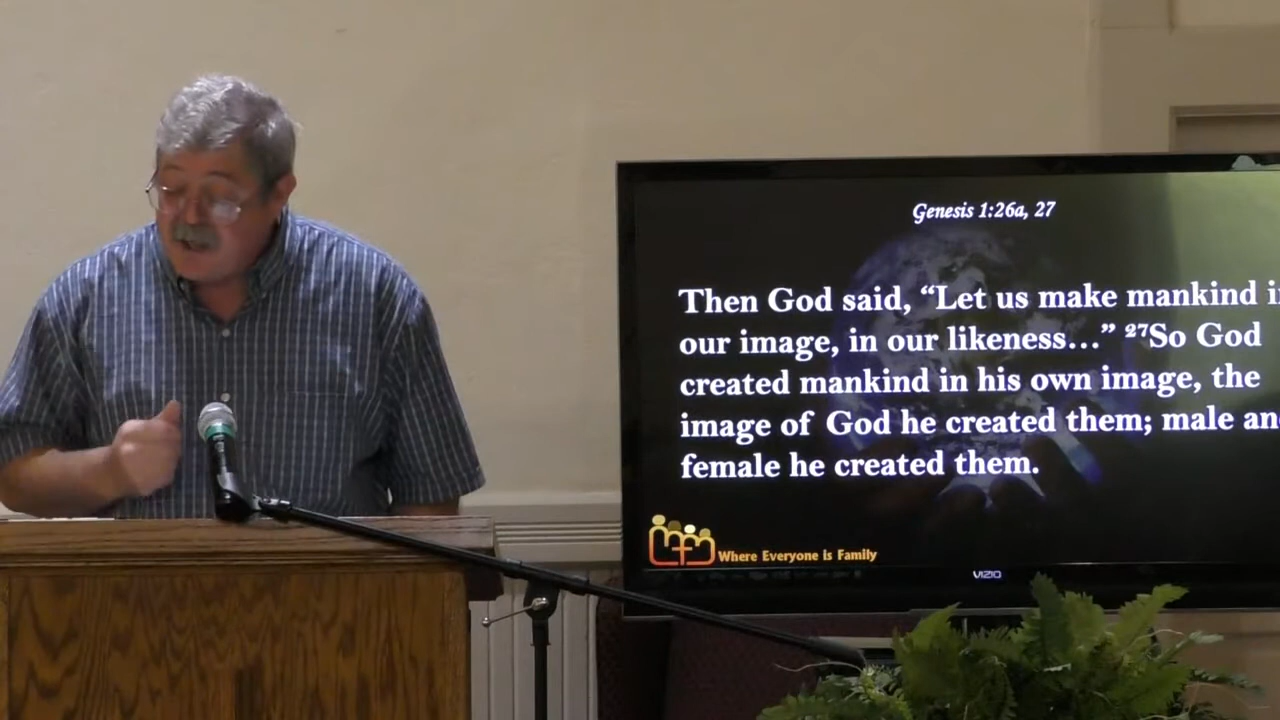 Genesis 1:26a, 27
Then God said, “Let us make mankind i
our image, in our likeness…” ²⁷So God
created mankind in his own image, the
image of God he created them; male an
female he created them.
Where Everyone is Family
VIZIO